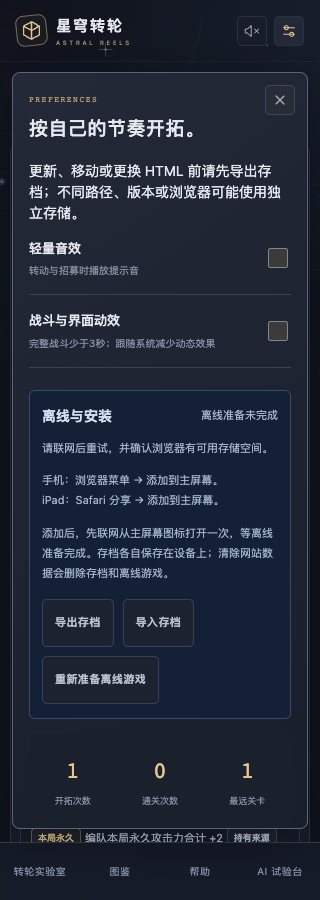 星穹转轮
ASTRAL REELS
PREFERENCES
按自己的节奏开拓。
更新、移动或更换 HTML 前请先导出存
档；不同路径、版本或浏览器可能使用独
立存储。
轻量音效
转动与招募时播放提示音
战斗与界面动效
完整战斗少于3秒；跟随系统减少动态效果
离线与安装
离线准备未完成
请联网后重试，并确认浏览器有可用存储空间。
手机：浏览器菜单 → 添加到主屏幕。
iPad：Safari 分享 → 添加到主屏幕。
添加后，先联网从主屏幕图标打开一次，等离线
准备完成。存档各自保存在设备上；清除网站数
据会删除存档和离线游戏。
导出存档
导入存档
重新准备离线游戏
1
0
1
开拓次数
通关次数
最远关卡
本局永久 编队本局永久攻击力合计 +2 持有来源
转轮实验室
图鉴
帮助
AI 试验台